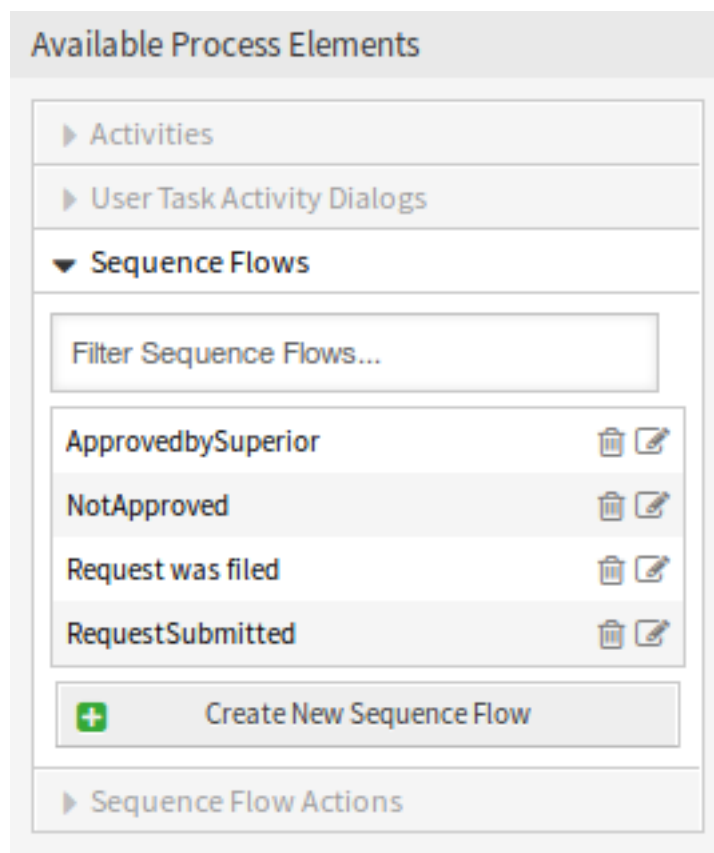 Available Process Elements
Activities
User Task Activity Dialogs
Sequence Flows
Filter Sequence Flows...
ApprovedbySuperior
NotApproved
Request was filed
RequestSubmitted
Create New Sequence Flow
Sequence Flow Actions